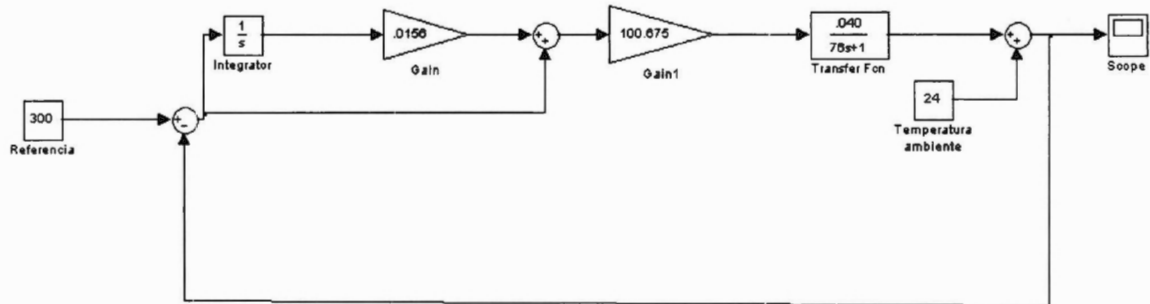 300
Referencia
+
−
1
s
Integrator
.0156
Gain
+
+
100.675
Gain1
.040
76s+1
Transfer Fcn
+
+
24
Temperatura
ambiente
Scope